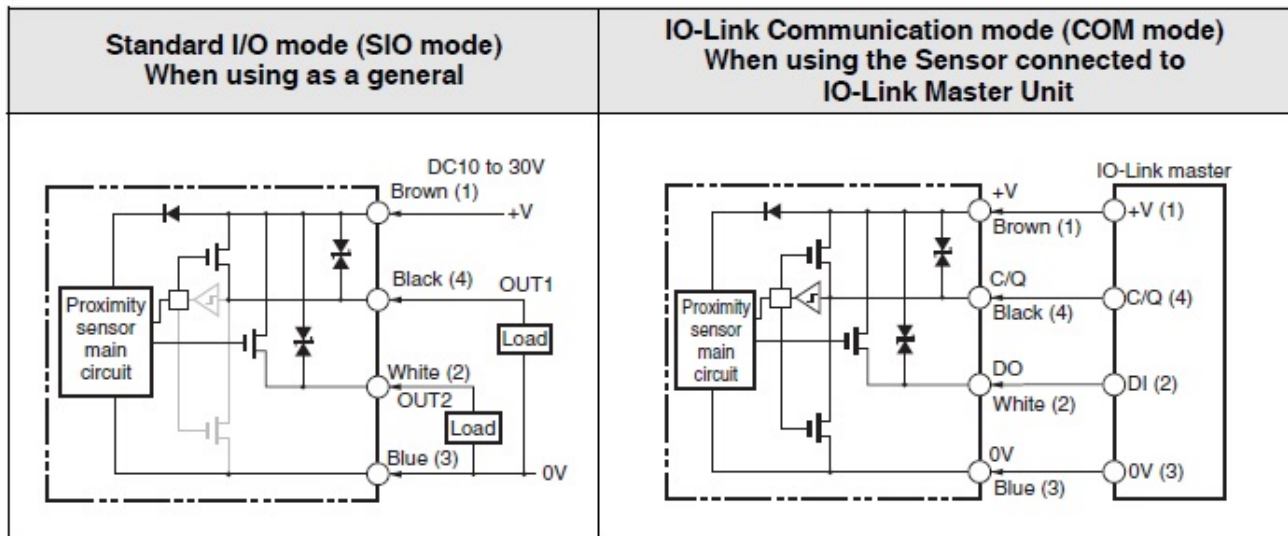 Standard I/O mode (SIO mode)
When using as a general
IO-Link Communication mode (COM mode)
When using the Sensor connected to
IO-Link Master Unit
DC10 to 30V
Brown (1)
+V
Black (4)
OUT1
Proximity
sensor
main
circuit
Load
White (2)
OUT2
Load
Blue (3)
0V
IO-Link master
+V
+V (1)
Brown (1)
C/Q
C/Q (4)
Black (4)
Proximity
sensor
main
circuit
DO
DI (2)
White (2)
0V
0V (3)
Blue (3)